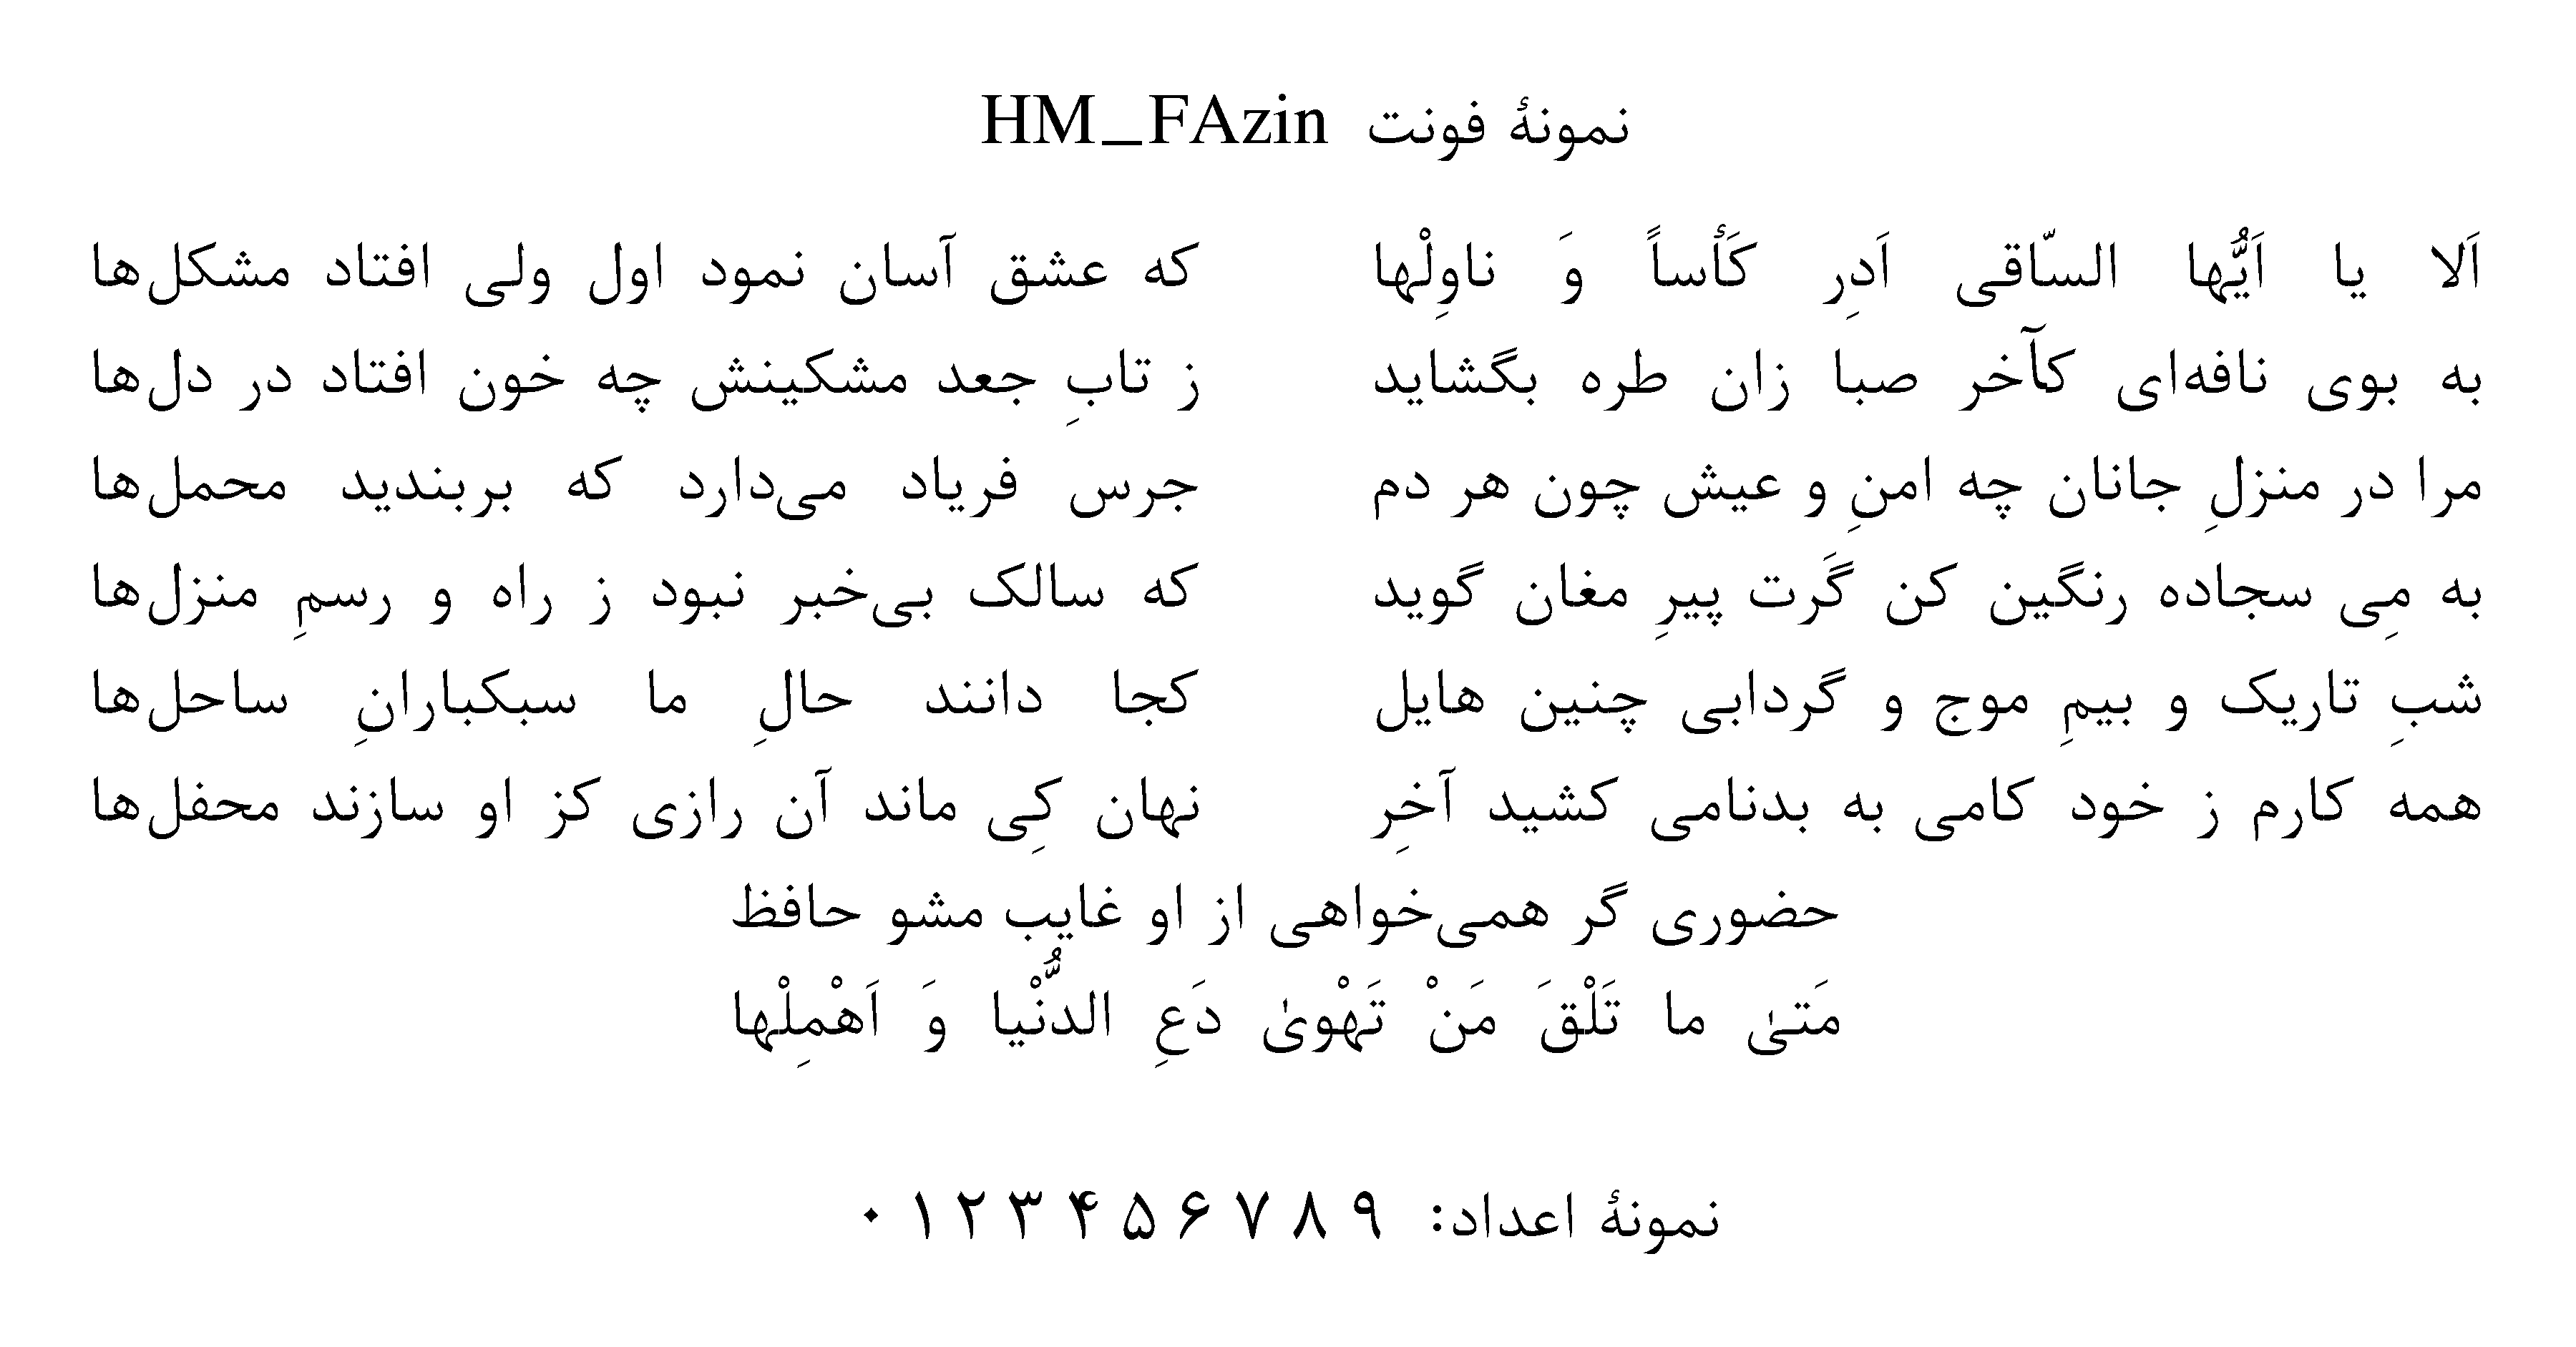 نمونهٔ فونت HM_FAzin
اَلا یا اَیُّها السّاقی اَدِر کَأساً وَ ناوِلْها که عشق آسان نمود اول ولی افتاد مشکل‌ها
به بوی نافه‌ای کآخر صبا زان طره بگشاید ز تابِ جعد مشکینش چه خون افتاد در دل‌ها
مرا در منزلِ جانان چه امنِ و عیش چون هر دم جرس فریاد می‌دارد که بربندید محمل‌ها
به مِی سجاده رنگین کن گَرت پیرِ مغان گوید که سالک بی‌خبر نبود ز راه و رسمِ منزل‌ها
شبِ تاریک و بیمِ موج و گردابی چنین هایل کجا دانند حالِ ما سبکبارانِ ساحل‌ها
همه کارم ز خود کامی به بدنامی کشید آخِر نهان کِی ماند آن رازی کز او سازند محفل‌ها
حضوری گر همی‌خواهی از او غایب مشو حافظ
مَتیٰ ما تَلْقَ مَنْ تَهْویٰ دَعِ الدُّنْیا وَ اَهْمِلْها
نمونهٔ اعداد: ۰ ۱ ۲ ۳ ۴ ۵ ۶ ۷ ۸ ۹